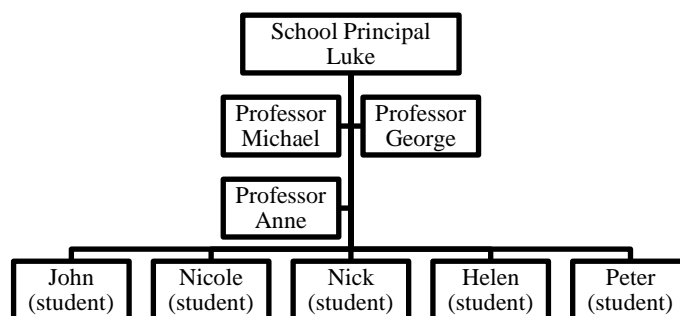 School Principal
Luke
Professor
Michael
Professor
George
Professor
Anne
John
(student)
Nicole
(student)
Nick
(student)
Helen
(student)
Peter
(student)